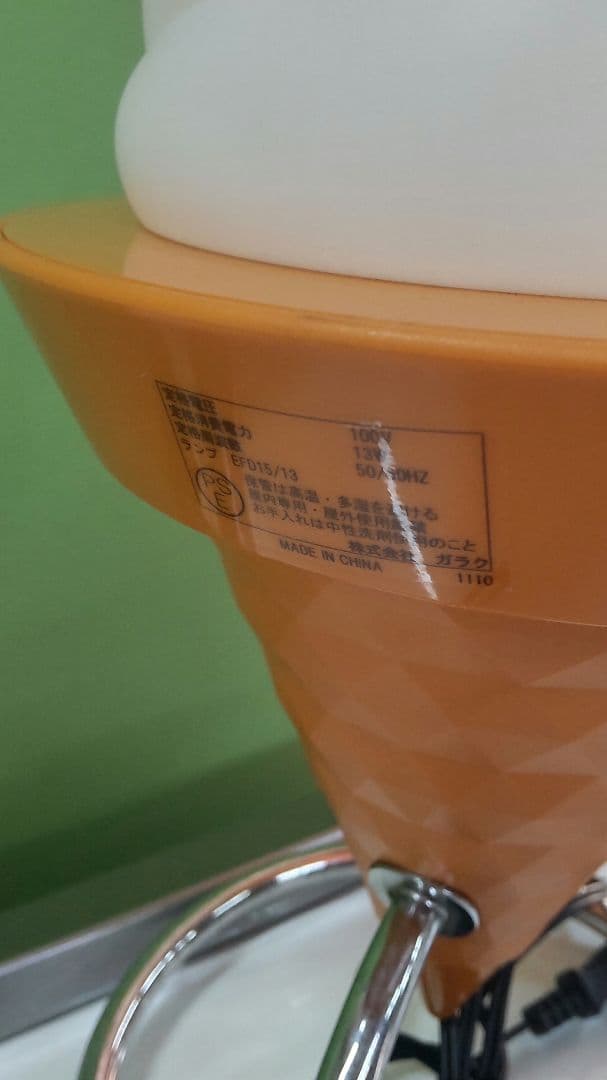 定格電圧 100V
定格消費電力 13W
定格周波数 50/60HZ
ランプ EFD15/13
PSE
保管は高温・多湿を避ける
屋内専用・屋外使用厳禁
お手入れは中性洗剤使用のこと
株式会社 ガラク
MADE IN CHINA
1110